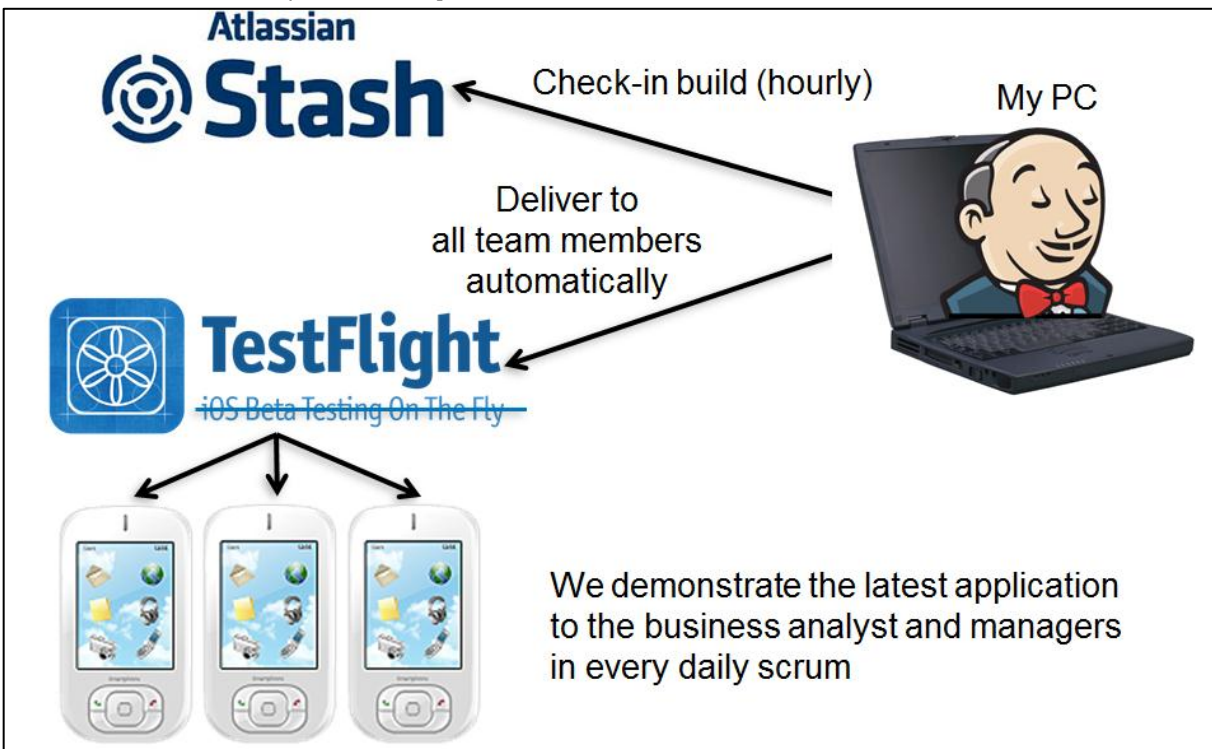 Atlassian
Stash
Check-in build (hourly)
My PC
Deliver to
all team members
automatically
TestFlight
iOS Beta Testing On The Fly
We demonstrate the latest application
to the business analyst and managers
in every daily scrum